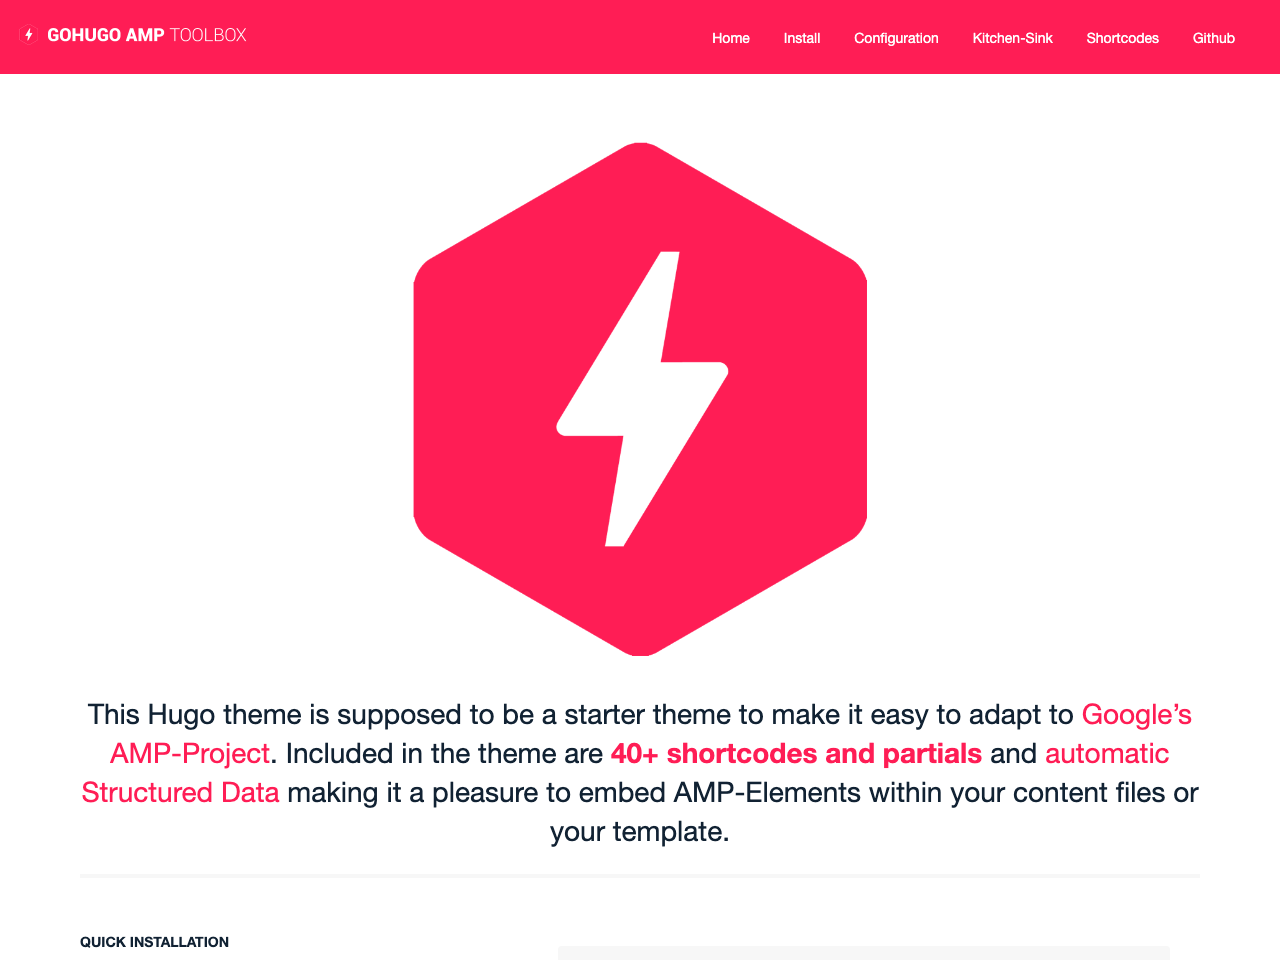 GOHUGO AMP TOOLBOX
Home Install Configuration Kitchen-Sink Shortcodes Github
This Hugo theme is supposed to be a starter theme to make it easy to adapt to Google’s
AMP-Project. Included in the theme are 40+ shortcodes and partials and automatic
Structured Data making it a pleasure to embed AMP-Elements within your content files or
your template.
QUICK INSTALLATION